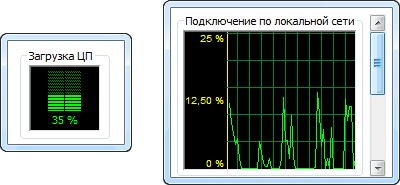 Загрузка ЦП
35 %
Подключение по локальной сети
25 %
12,50 %
0 %